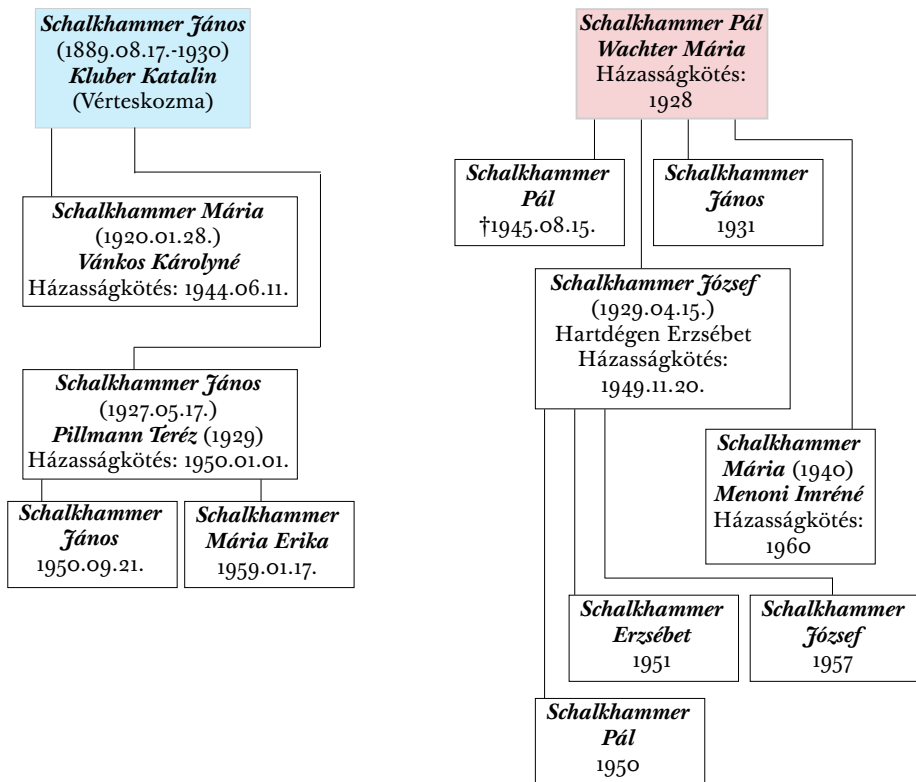 Schalkhammer János
(1889.08.17.-1930)
Kluber Katalin
(Vérteskozma)
Schalkhammer Mária
(1920.01.28.)
Vánkos Károlyné
Házasságkötés: 1944.06.11.
Schalkhammer János
(1927.05.17.)
Pillmann Teréz (1929)
Házasságkötés: 1950.01.01.
Schalkhammer
János
1950.09.21.
Schalkhammer
Mária Erika
1959.01.17.
Schalkhammer Pál
Wachter Mária
Házasságkötés:
1928
Schalkhammer
Pál
†1945.08.15.
Schalkhammer
János
1931
Schalkhammer József
(1929.04.15.)
Hartdégen Erzsébet
Házasságkötés:
1949.11.20.
Schalkhammer
Mária (1940)
Menoni Imréné
Házasságkötés:
1960
Schalkhammer
Erzsébet
1951
Schalkhammer
József
1957
Schalkhammer
Pál
1950